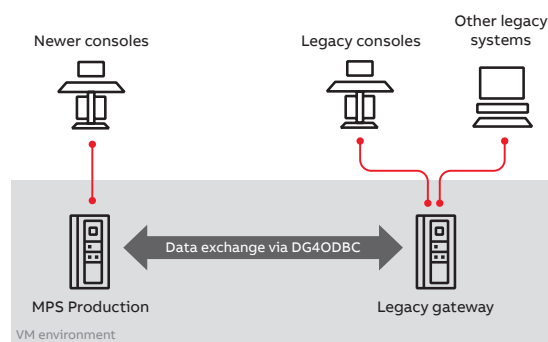 Newer consoles
Legacy consoles
Other legacy
systems
Data exchange via DG4ODBC
MPS Production
Legacy gateway
VM environment